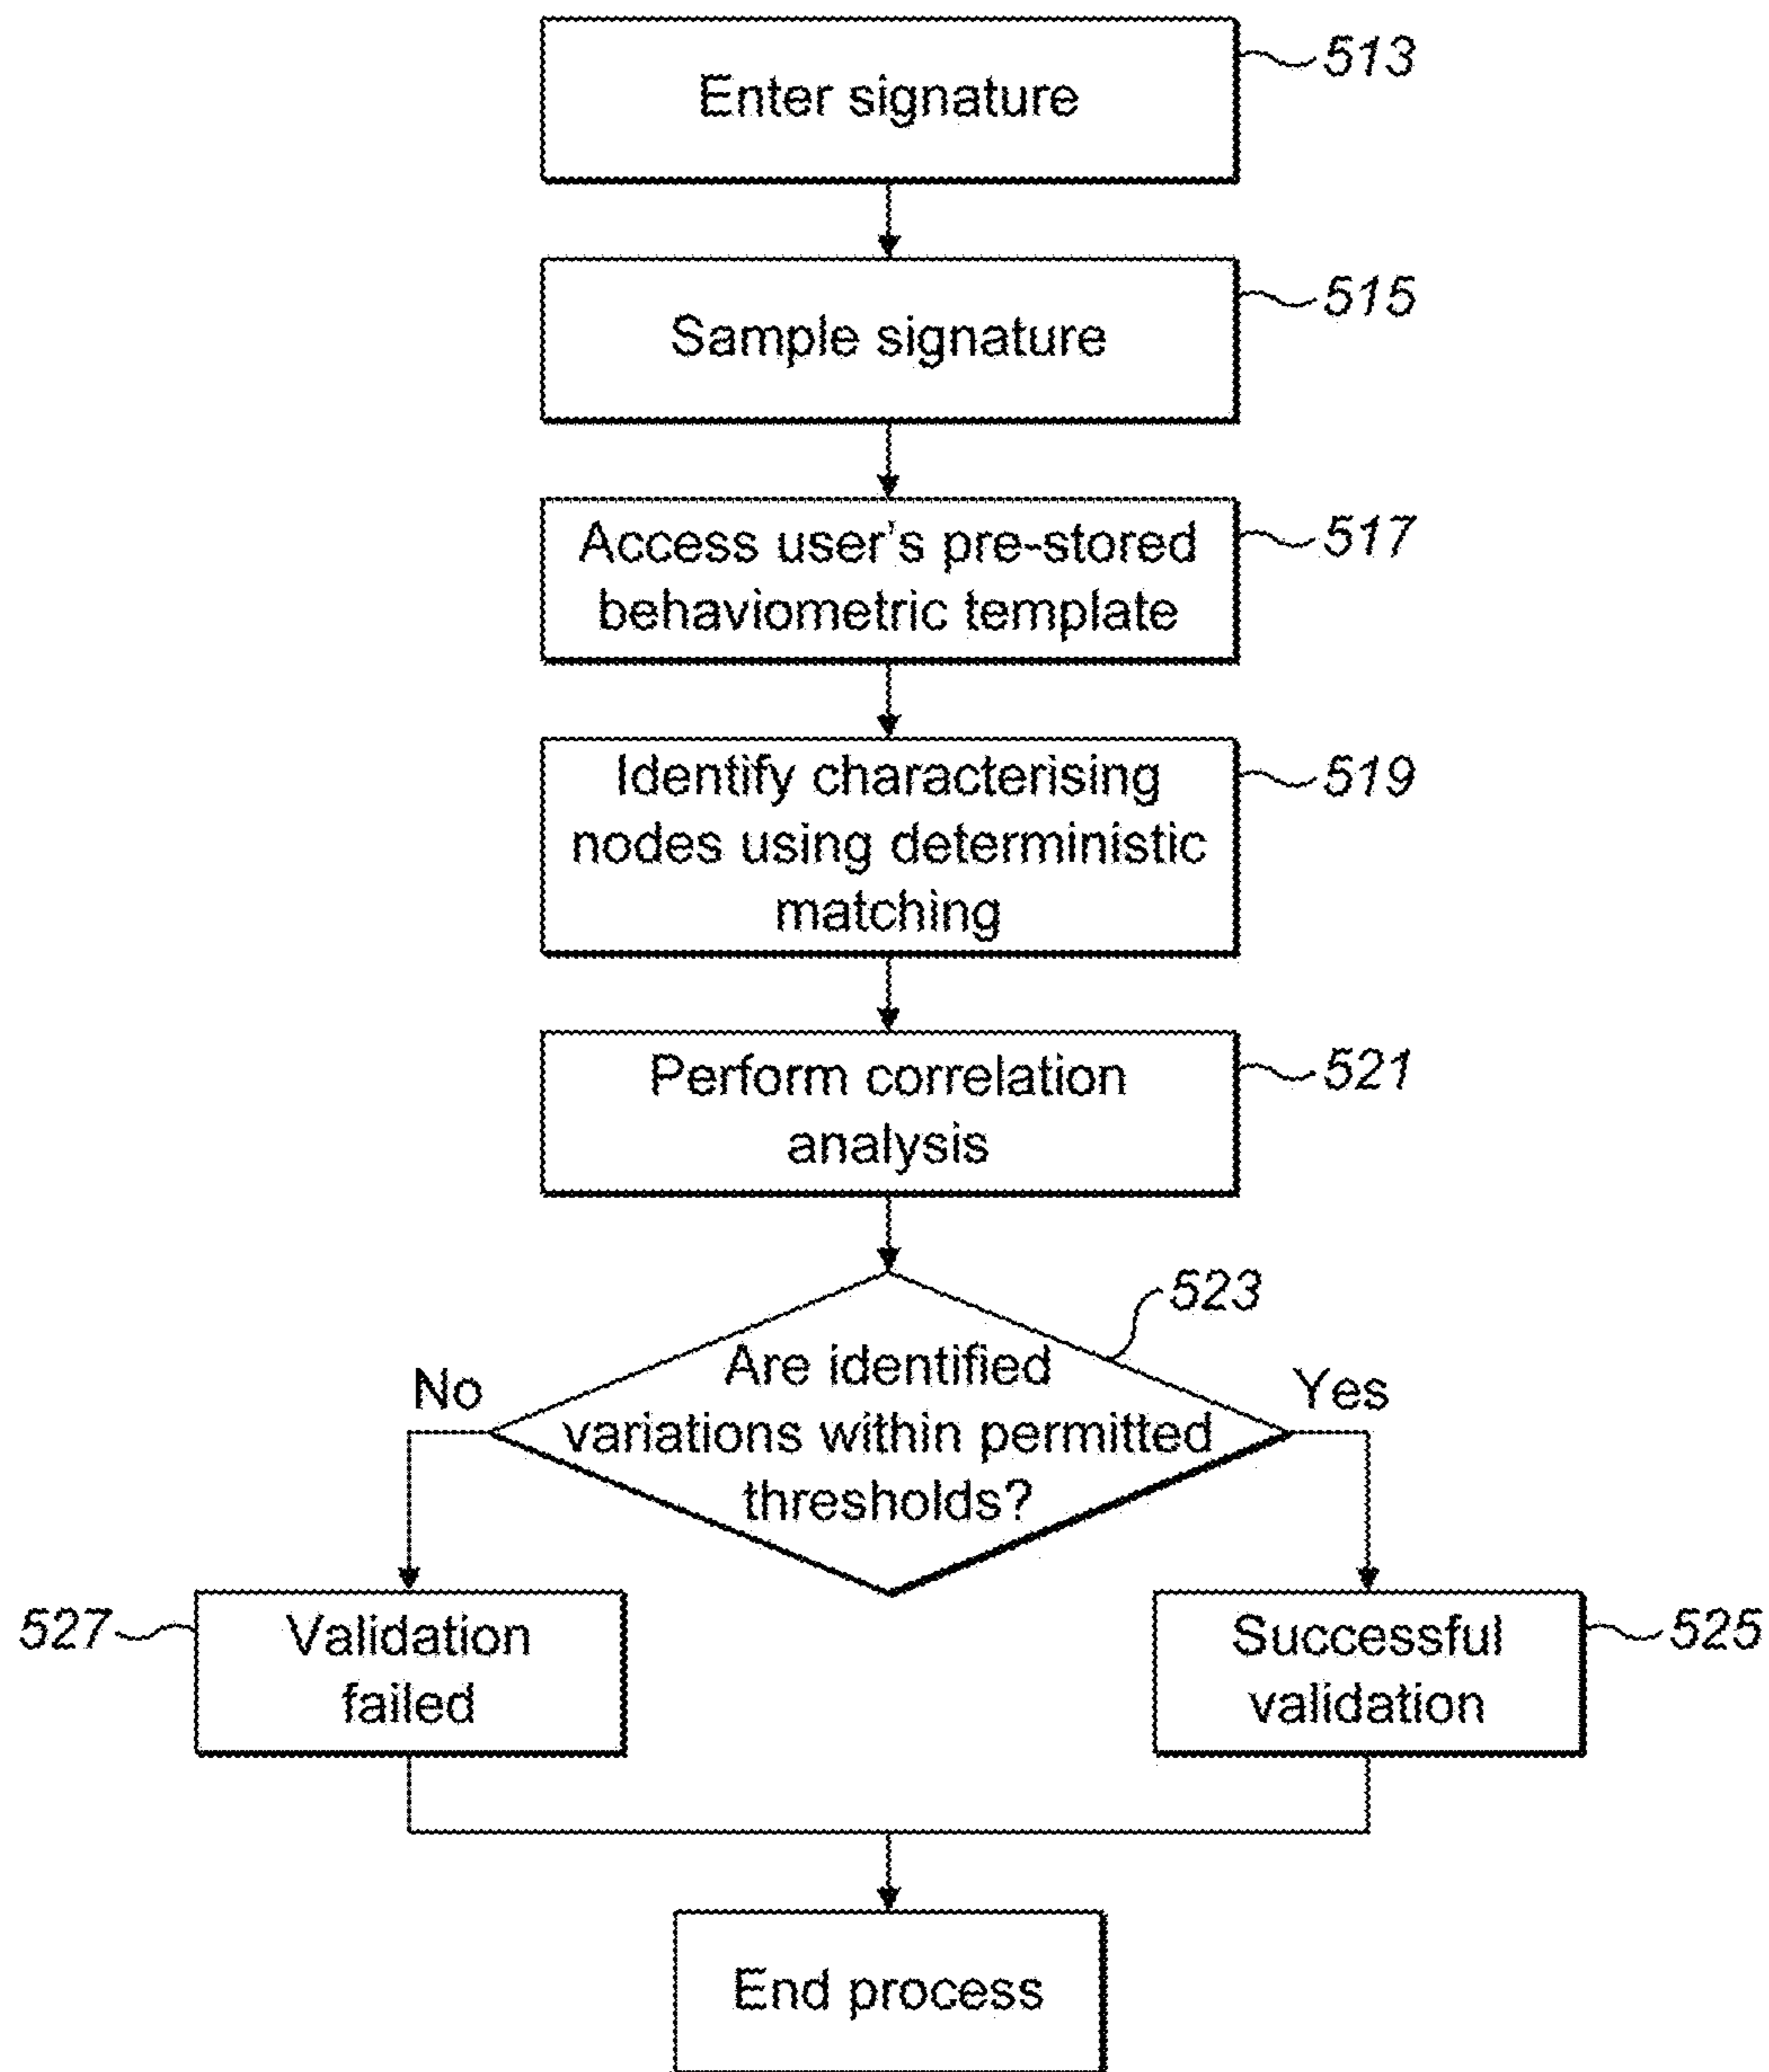 Enter signature
513
Sample signature
515
Access user's pre-stored
behaviometric template
517
Identify characterising
nodes using deterministic
matching
519
Perform correlation
analysis
521
523
Are identified
variations within permitted
thresholds?
No
Yes
527
Validation
failed
Successful
validation
525
End process